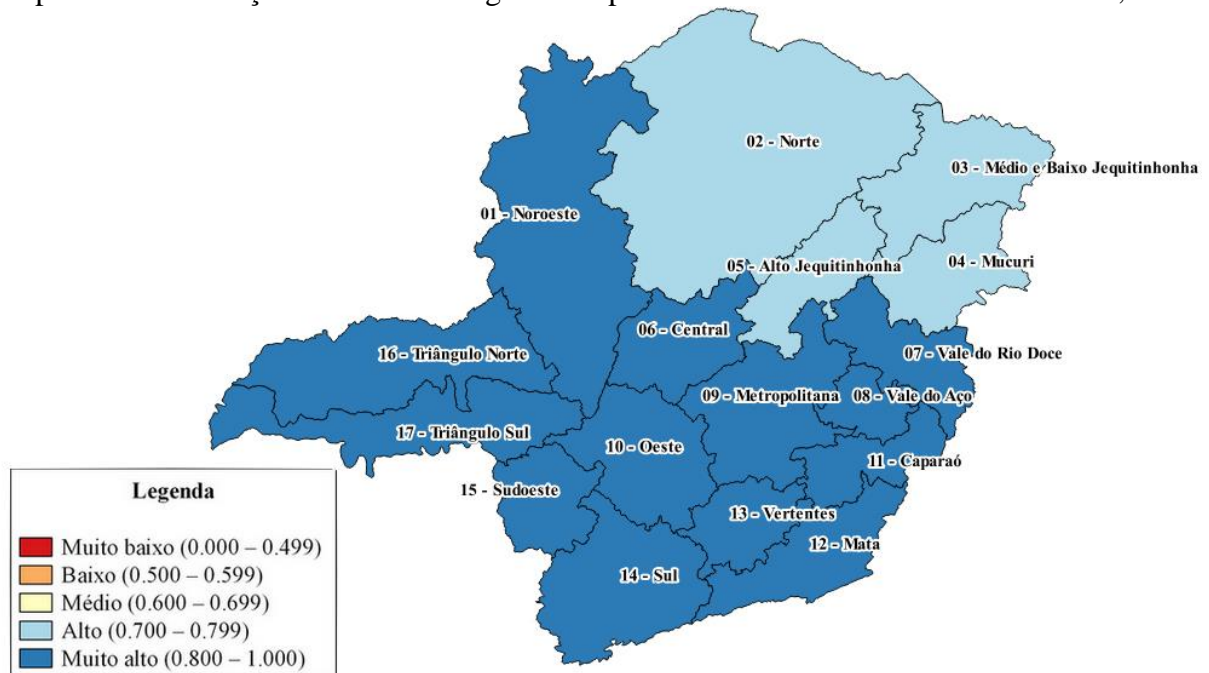 02 - Norte
03 - Médio e Baixo Jequitinhonha
01 - Noroeste
05 - Alto Jequitinhonha
04 - Mucuri
06 - Central
16 - Triângulo Norte
07 - Vale do Rio Doce
09 - Metropolitana
08 - Vale do Aço
17 - Triângulo Sul
10 - Oeste
11 - Caparaó
15 - Sudoeste
13 - Vertentes
12 - Mata
14 - Sul
Legenda
Muito baixo (0.000 – 0.499)
Baixo (0.500 – 0.599)
Médio (0.600 – 0.699)
Alto (0.700 – 0.799)
Muito alto (0.800 – 1.000)